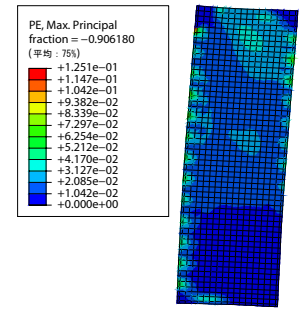 PE, Max. Principal
fraction = −0.906180
(平均 : 75%)
+1.251e−01
+1.147e−01
+1.042e−01
+9.382e−02
+8.339e−02
+7.297e−02
+6.254e−02
+5.212e−02
+4.170e−02
+3.127e−02
+2.085e−02
+1.042e−02
+0.000e+00